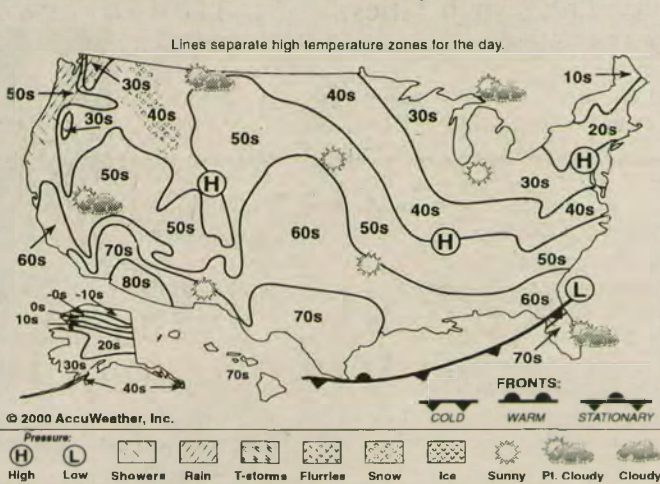 Lines separate high temperature zones for the day.
10s
50s
30s
40s
40s
30s
30s
20s
50s
H
50s
H
30s
50s
40s
40s
60s
50s
H
60s
70s
50s
80s
60s
L
-0s
-10s
0s
10s
20s
30s
40s
70s
70s
70s
FRONTS:
© 2000 AccuWeather, Inc.
COLD
WARM
STATIONARY
Pressure:
H
L
High
Low
Showers
Rain
T-storms
Flurries
Snow
Ice
Sunny
Pt. Cloudy
Cloudy